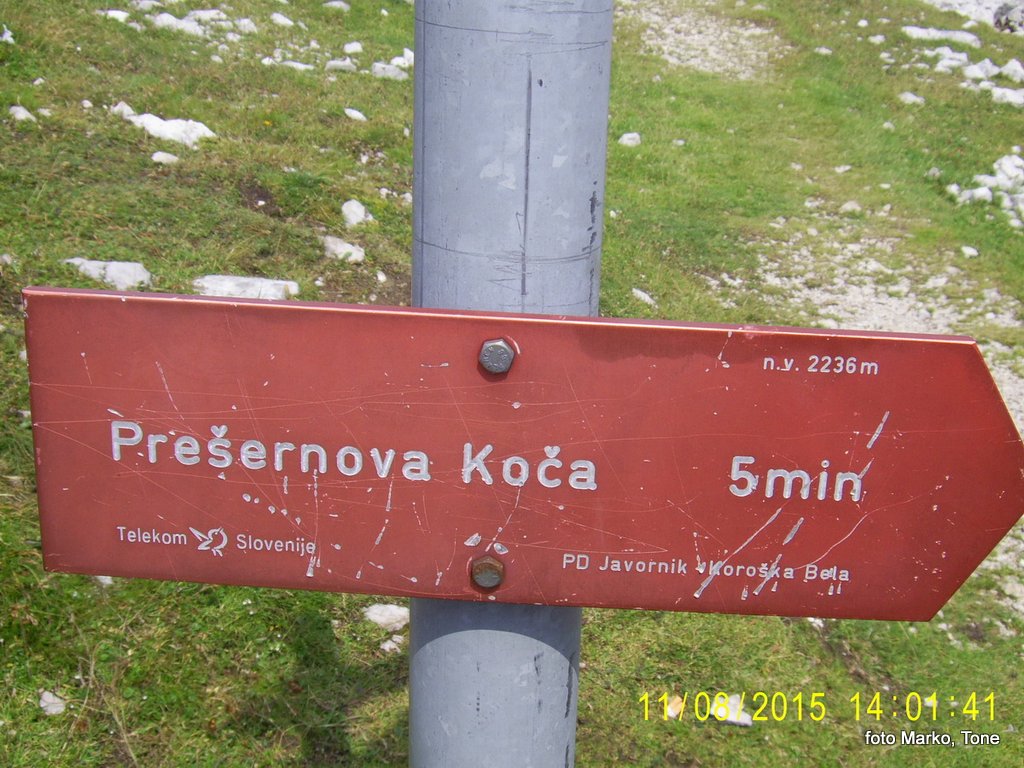 n.v. 2236m
Prešernova Koča 5min
Telekom Slovenije
PD Javornik - Koroška Bela
11/08/2015 14:01:41
foto Marko, Tone